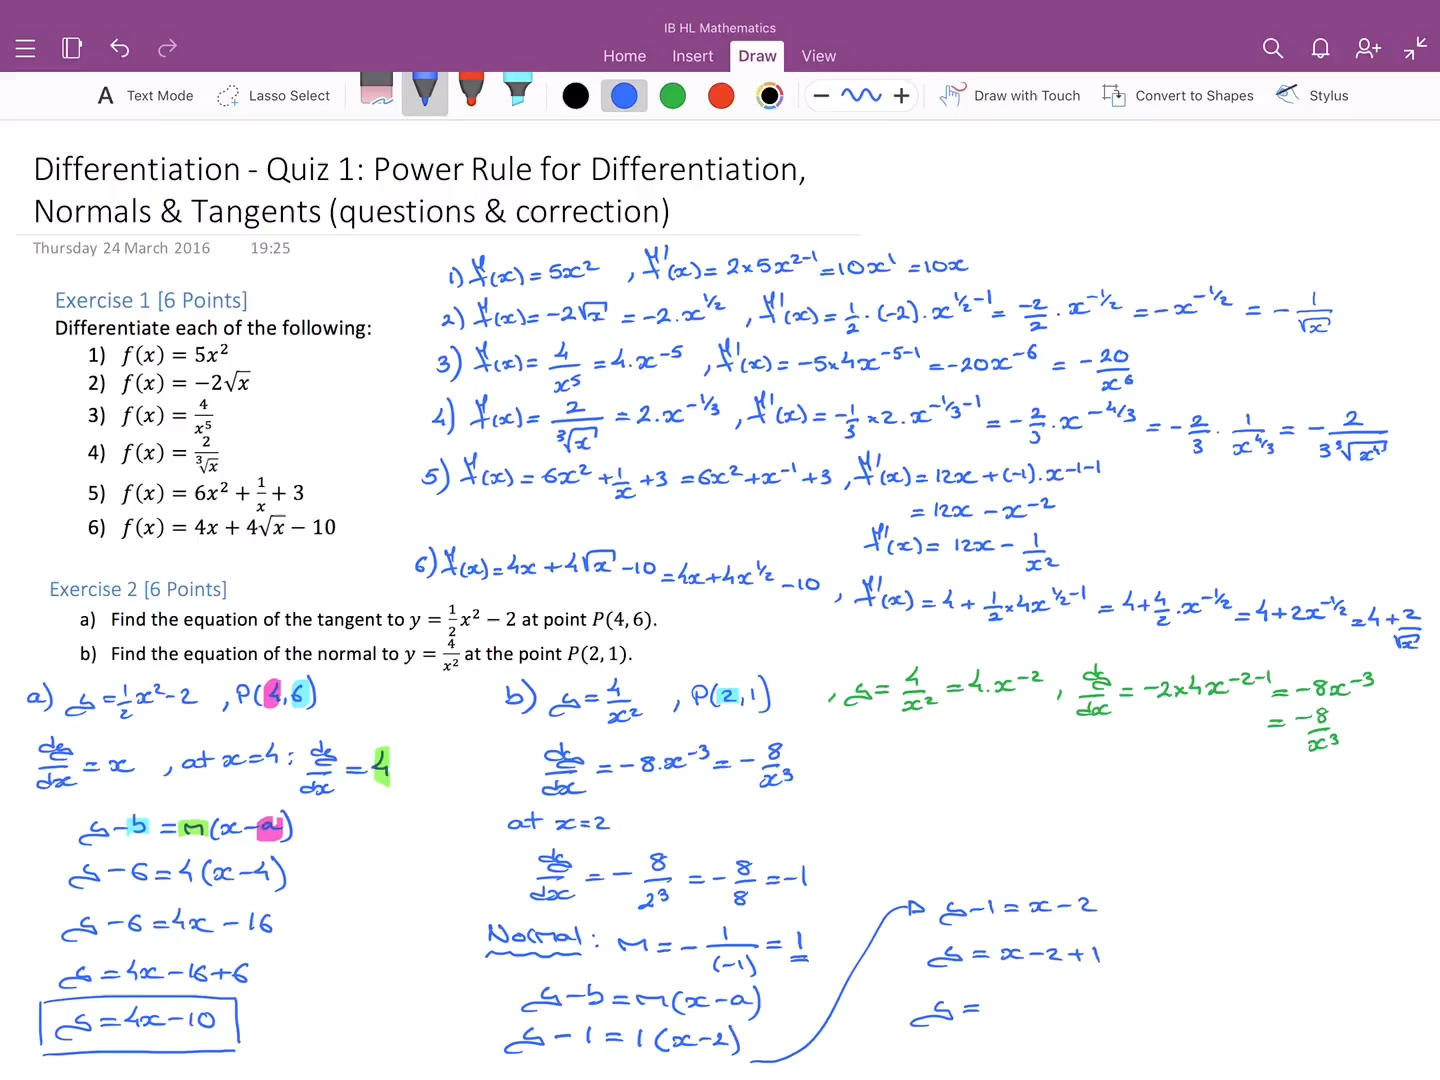 IB HL Mathematics
Home Insert Draw View
A Text Mode Lasso Select Draw with Touch Convert to Shapes Stylus
Differentiation - Quiz 1: Power Rule for Differentiation,
Normals & Tangents (questions & correction)
Thursday 24 March 2016 19:25
Exercise 1 [6 Points]
Differentiate each of the following:
1) f(x) = 5x²
2) f(x) = −2√x
3) f(x) = 4/x⁵
4) f(x) = 2/∛x
5) f(x) = 6x² + 1/x + 3
6) f(x) = 4x + 4√x − 10
1) f(x) = 5x² , f'(x) = 2×5x^(2−1) = 10x¹ = 10x
2) f(x) = −2√x = −2·x^(1/2) , f'(x) = 1/2·(−2)·x^(1/2−1) = −2/2·x^(−1/2) = −x^(−1/2) = −1/√x
3) f(x) = 4/x⁵ = 4·x^(−5) , f'(x) = −5×4x^(−5−1) = −20x^(−6) = −20/x⁶
4) f(x) = 2/∛x = 2·x^(−1/3) , f'(x) = −1/3×2·x^(−1/3−1) = −2/3·x^(−4/3) = −2/3·1/x^(4/3) = −2/(3∛x⁴)
5) f(x) = 6x² + 1/x + 3 = 6x² + x^(−1) + 3 , f'(x) = 12x + (−1)·x^(−1−1)
= 12x − x^(−2)
f'(x) = 12x − 1/x²
6) f(x) = 4x + 4√x − 10 = 4x + 4x^(1/2) − 10 , f'(x) = 4 + 1/2×4x^(1/2−1) = 4 + 4/2·x^(−1/2) = 4 + 2x^(−1/2) = 4 + 2/√x
Exercise 2 [6 Points]
a) Find the equation of the tangent to y = 1/2x² − 2 at point P(4, 6).
b) Find the equation of the normal to y = 4/x² at the point P(2, 1).
a) y = 1/2x² − 2 , P(4,6)
dy/dx = x , at x=4 : dy/dx = 4
y−b = m(x−a)
y−6 = 4(x−4)
y−6 = 4x−16
y = 4x−16+6
y = 4x−10
b) y = 4/x² , P(2,1)
dy/dx = −8·x^(−3) = −8/x³
at x=2
dy/dx = −8/2³ = −8/8 = −1
Normal : m = −1/(−1) = 1
y−b = m(x−a)
y−1 = 1(x−2)
, y = 4/x² = 4·x^(−2) , dy/dx = −2×4x^(−2−1) = −8x^(−3)
= −8/x³
y−1 = x−2
y = x−2+1
y =